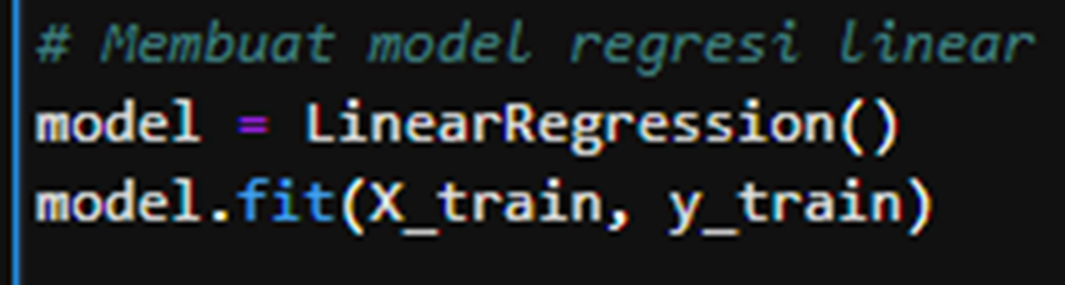 # Membuat model regresi linear
model = LinearRegression()
model.fit(X_train, y_train)